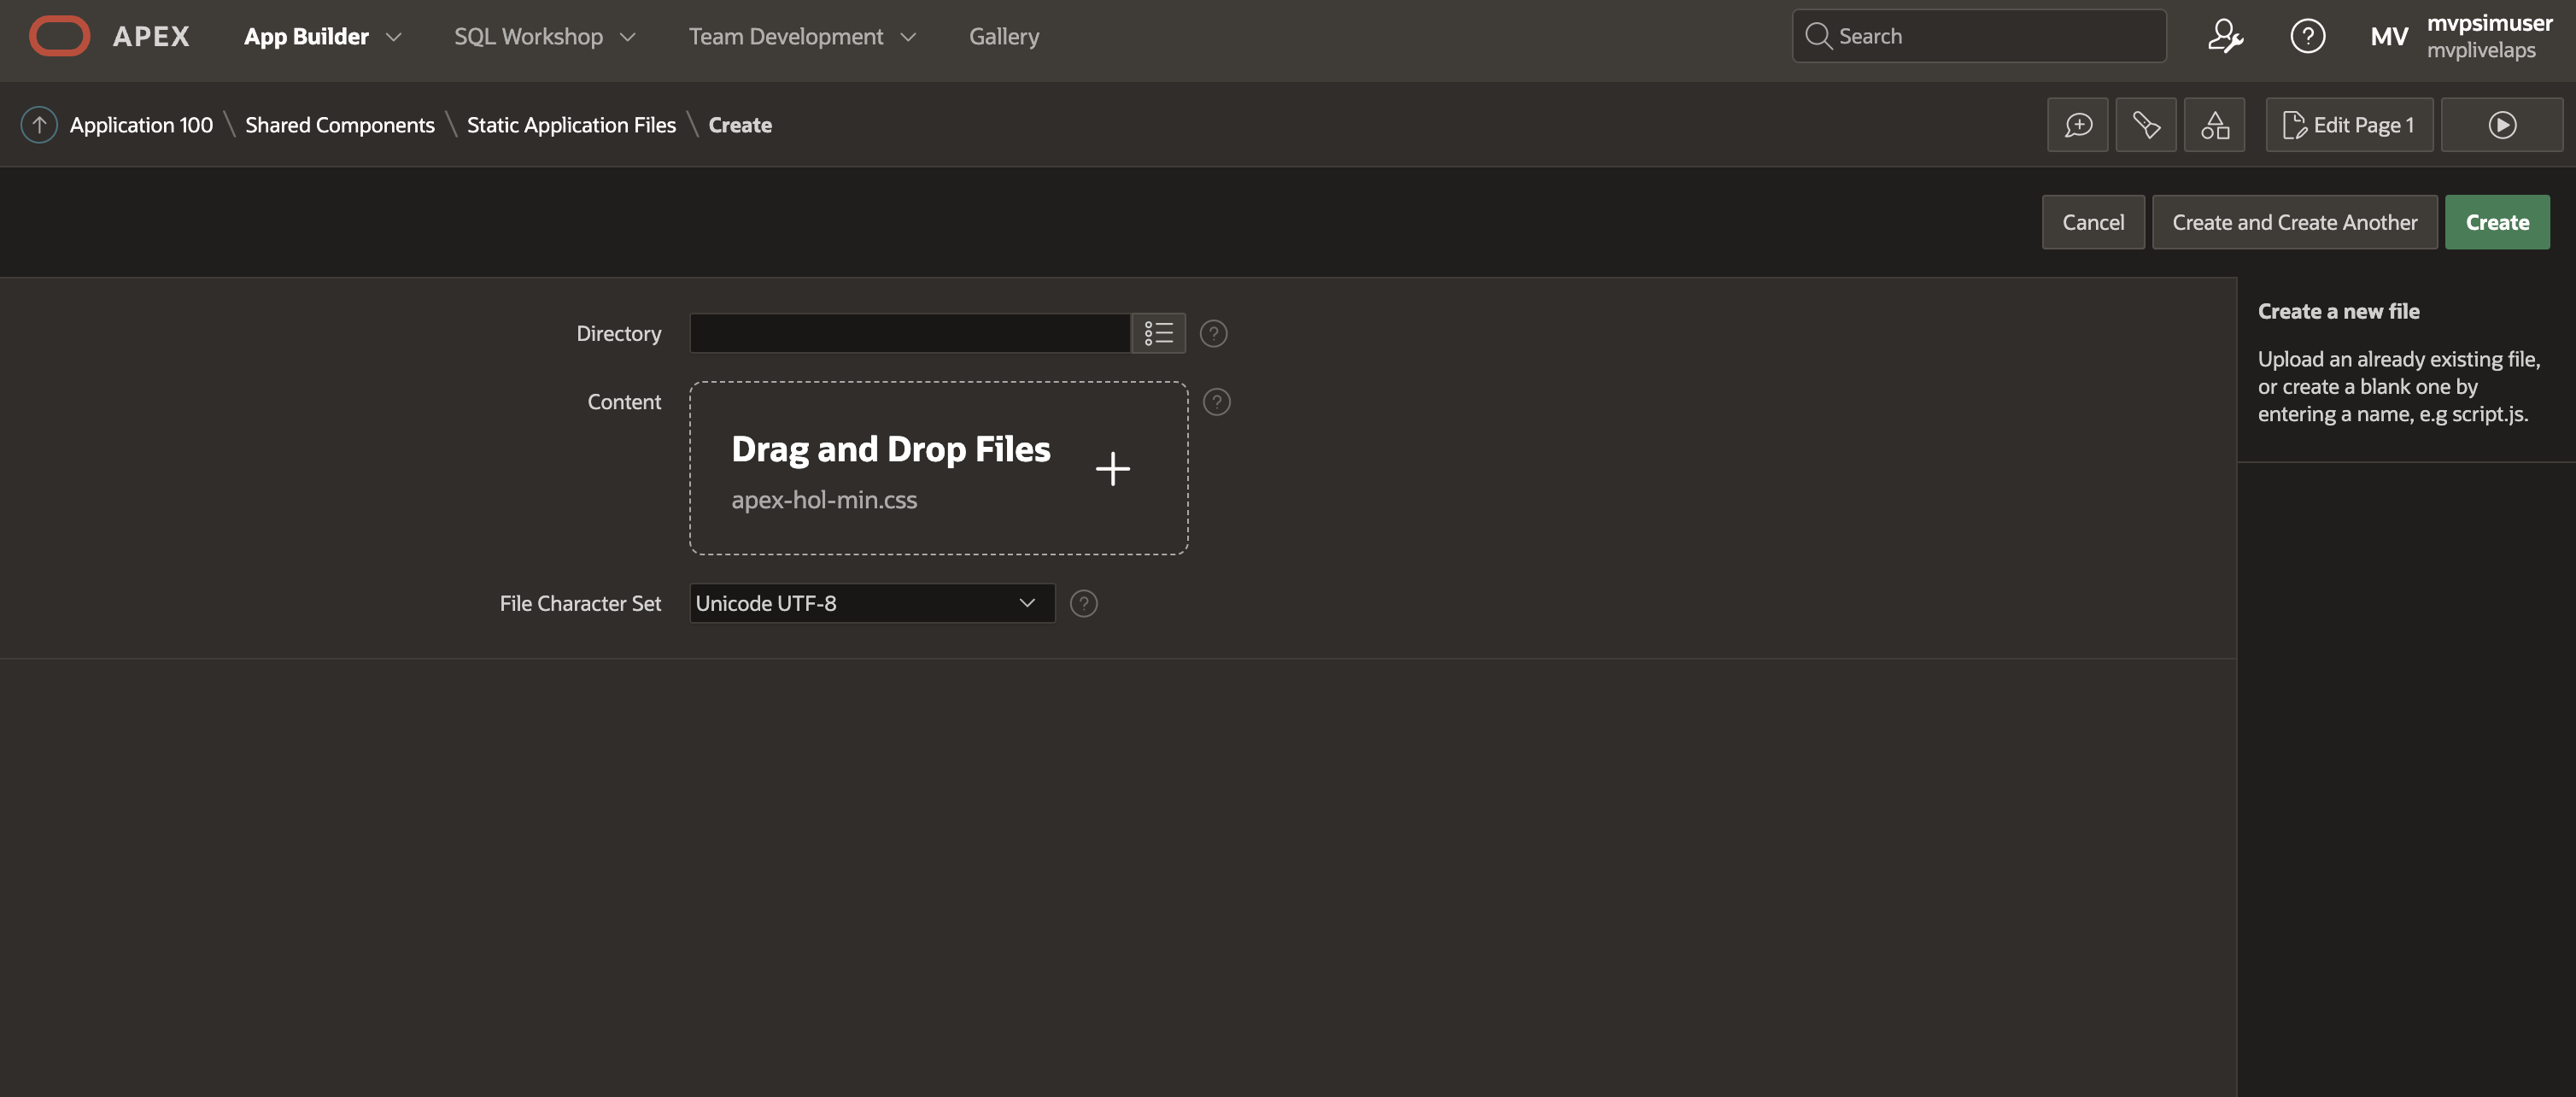 APEX App Builder SQL Workshop Team Development Gallery Search MV mvpsimuser
mvplivelaps
Application 100 \ Shared Components \ Static Application Files \ Create Edit Page 1
Cancel Create and Create Another Create
Create a new file
Upload an already existing file,
or create a blank one by
entering a name, e.g script.js.
Directory
Content
Drag and Drop Files
apex-hol-min.css
File Character Set Unicode UTF-8